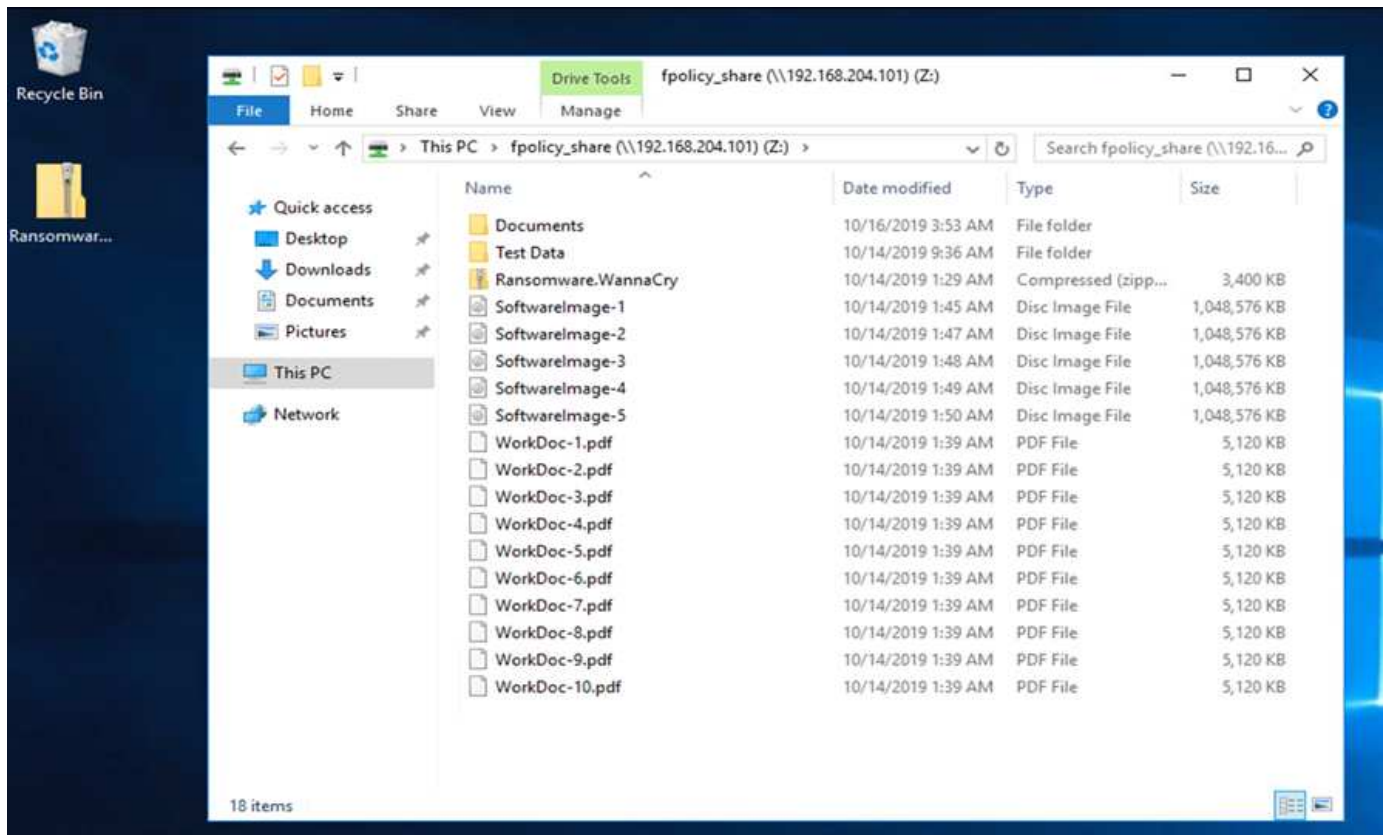 Recycle Bin
Ransomwar...
Drive Tools
fpolicy_share (\\192.168.204.101) (Z:)
File Home Share View Manage
This PC > fpolicy_share (\\192.168.204.101) (Z:) >
Search fpolicy_share (\\192.16...
Quick access
Desktop
Downloads
Documents
Pictures
This PC
Network
Name Date modified Type Size
Documents 10/16/2019 3:53 AM File folder
Test Data 10/14/2019 9:36 AM File folder
Ransomware.WannaCry 10/14/2019 1:29 AM Compressed (zipp... 3,400 KB
SoftwareImage-1 10/14/2019 1:45 AM Disc Image File 1,048,576 KB
SoftwareImage-2 10/14/2019 1:47 AM Disc Image File 1,048,576 KB
SoftwareImage-3 10/14/2019 1:48 AM Disc Image File 1,048,576 KB
SoftwareImage-4 10/14/2019 1:49 AM Disc Image File 1,048,576 KB
SoftwareImage-5 10/14/2019 1:50 AM Disc Image File 1,048,576 KB
WorkDoc-1.pdf 10/14/2019 1:39 AM PDF File 5,120 KB
WorkDoc-2.pdf 10/14/2019 1:39 AM PDF File 5,120 KB
WorkDoc-3.pdf 10/14/2019 1:39 AM PDF File 5,120 KB
WorkDoc-4.pdf 10/14/2019 1:39 AM PDF File 5,120 KB
WorkDoc-5.pdf 10/14/2019 1:39 AM PDF File 5,120 KB
WorkDoc-6.pdf 10/14/2019 1:39 AM PDF File 5,120 KB
WorkDoc-7.pdf 10/14/2019 1:39 AM PDF File 5,120 KB
WorkDoc-8.pdf 10/14/2019 1:39 AM PDF File 5,120 KB
WorkDoc-9.pdf 10/14/2019 1:39 AM PDF File 5,120 KB
WorkDoc-10.pdf 10/14/2019 1:39 AM PDF File 5,120 KB
18 items